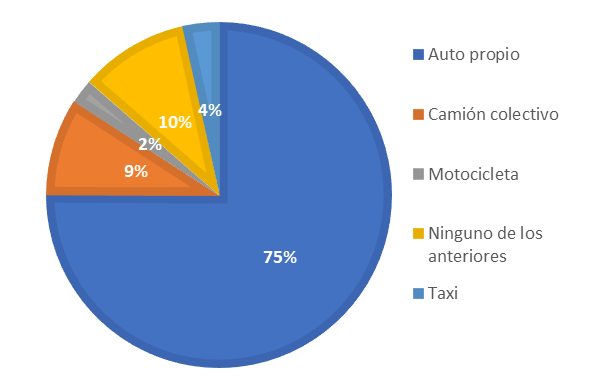 Auto propio
Camión colectivo
Motocicleta
Ninguno de los
anteriores
Taxi
4%
10%
2%
9%
75%